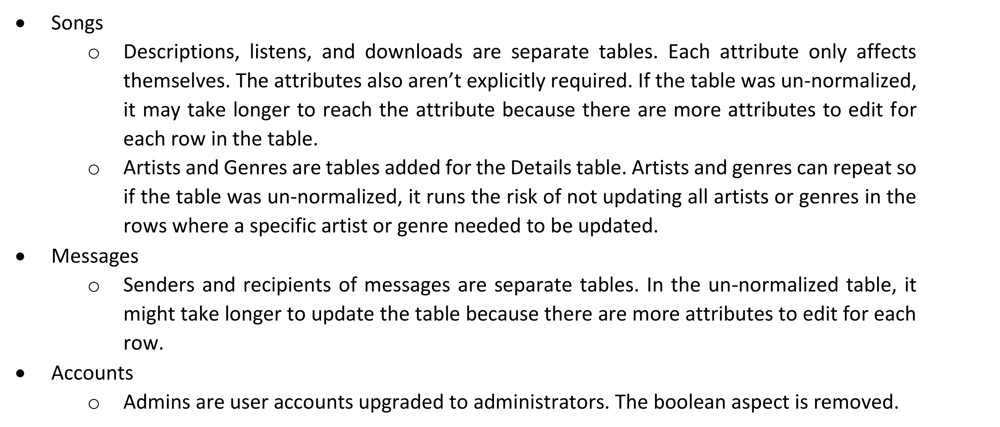 • Songs
○ Descriptions, listens, and downloads are separate tables. Each attribute only affects
themselves. The attributes also aren’t explicitly required. If the table was un-normalized,
it may take longer to reach the attribute because there are more attributes to edit for
each row in the table.
○ Artists and Genres are tables added for the Details table. Artists and genres can repeat so
if the table was un-normalized, it runs the risk of not updating all artists or genres in the
rows where a specific artist or genre needed to be updated.
• Messages
○ Senders and recipients of messages are separate tables. In the un-normalized table, it
might take longer to update the table because there are more attributes to edit for each
row.
• Accounts
○ Admins are user accounts upgraded to administrators. The boolean aspect is removed.